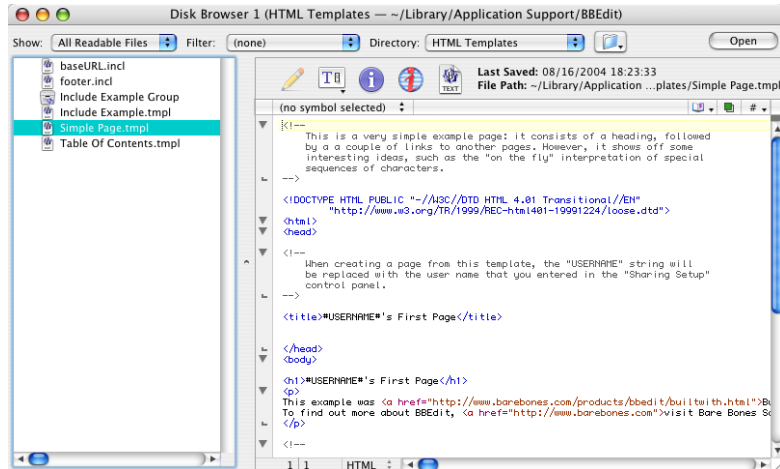 Disk Browser 1 (HTML Templates — ~/Library/Application Support/BBEdit)
Show: All Readable Files Filter: (none) Directory: HTML Templates Open
baseURL.incl
footer.incl
Include Example Group
Include Example.tmpl
Simple Page.tmpl
Table Of Contents.tmpl
T TEXT Last Saved: 08/16/2004 18:23:33
File Path: ~/Library/Application ...plates/Simple Page.tmpl
(no symbol selected) #
<!--
This is a very simple example page: it consists of a heading, followed
by a a couple of links to another pages. However, it shows off some
interesting ideas, such as the "on the fly" interpretation of special
sequences of characters.
-->
<!DOCTYPE HTML PUBLIC "-//W3C//DTD HTML 4.01 Transitional//EN"
"http://www.w3.org/TR/1999/REC-html401-19991224/loose.dtd">
<html>
<head>
<!--
When creating a page from this template, the "USERNAME" string will
be replaced with the user name that you entered in the "Sharing Setup"
control panel.
-->
<title>#USERNAME#'s First Page</title>
</head>
<body>
<h1>#USERNAME#'s First Page</h1>
<p>
This example was <a href="http://www.barebones.com/products/bbedit/builtwith.html">Bu
To find out more about BBEdit, <a href="http://www.barebones.com">visit Bare Bones So
</p>
<!--
1 1 HTML